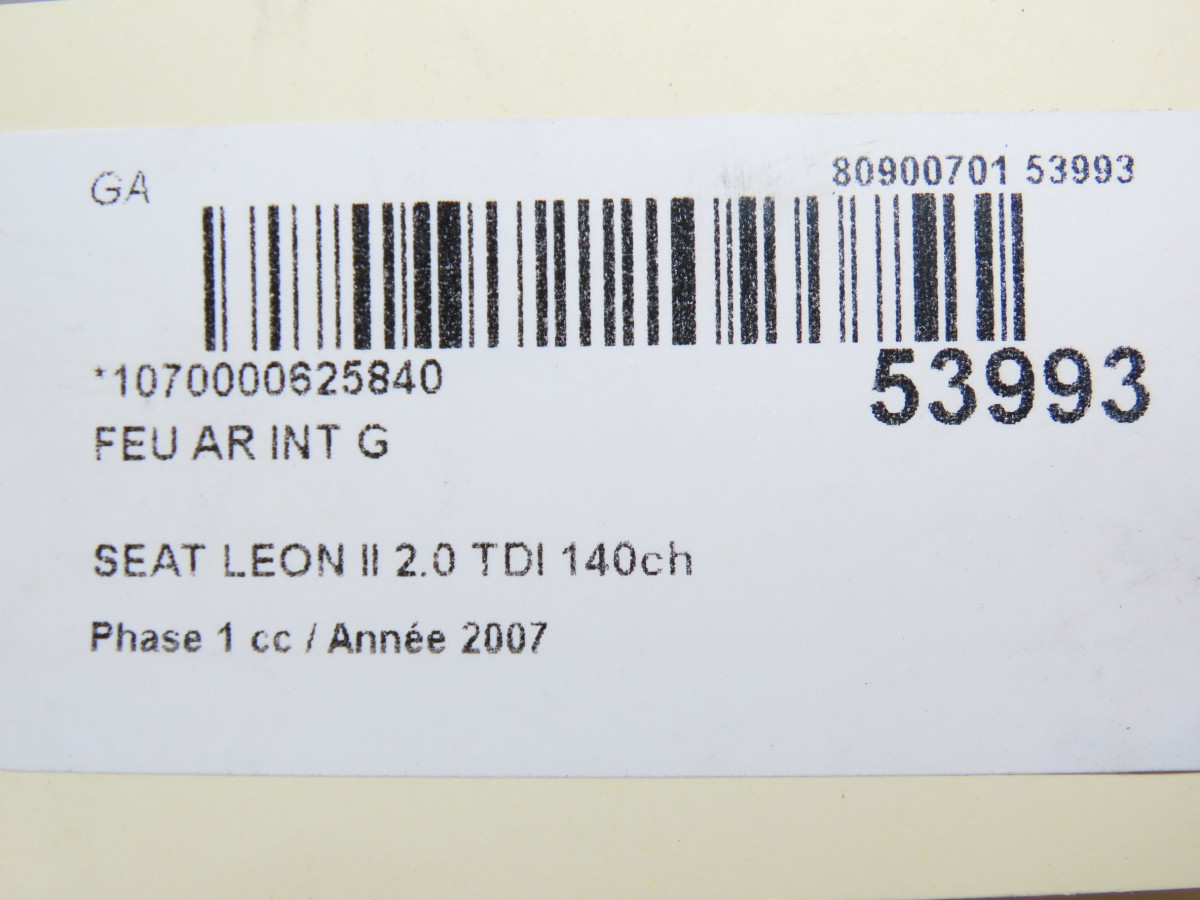 GA
80900701 53993
*1070000625840
53993
FEU AR INT G
SEAT LEON II 2.0 TDI 140ch
Phase 1 cc / Année 2007